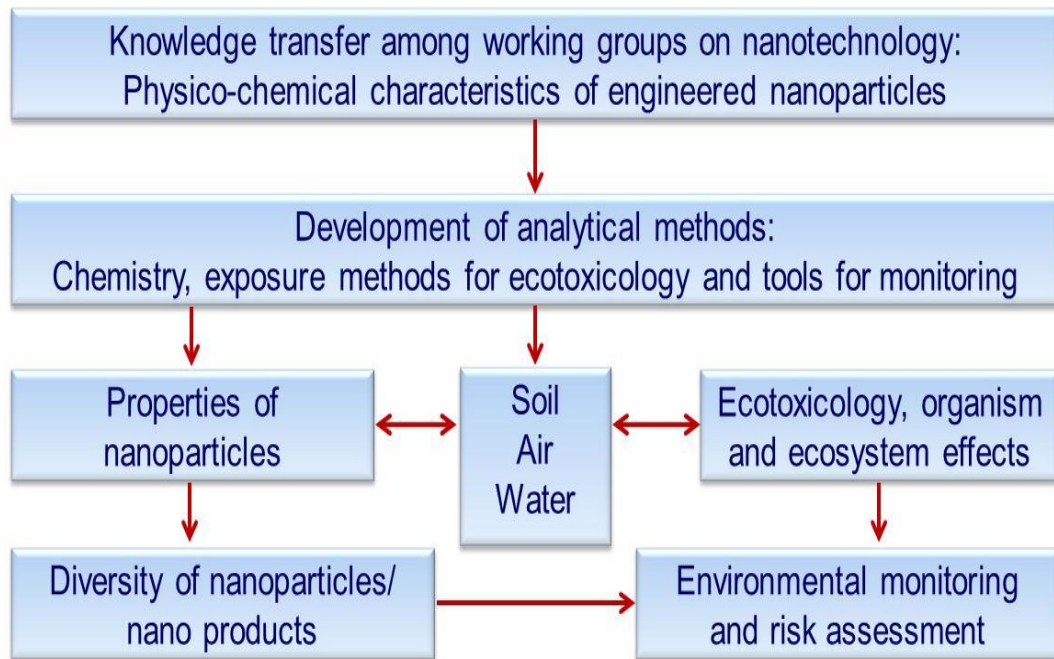 Knowledge transfer among working groups on nanotechnology:
Physico-chemical characteristics of engineered nanoparticles
Development of analytical methods:
Chemistry, exposure methods for ecotoxicology and tools for monitoring
Properties of
nanoparticles
Soil
Air
Water
Ecotoxicology, organism
and ecosystem effects
Diversity of nanoparticles/
nano products
Environmental monitoring
and risk assessment